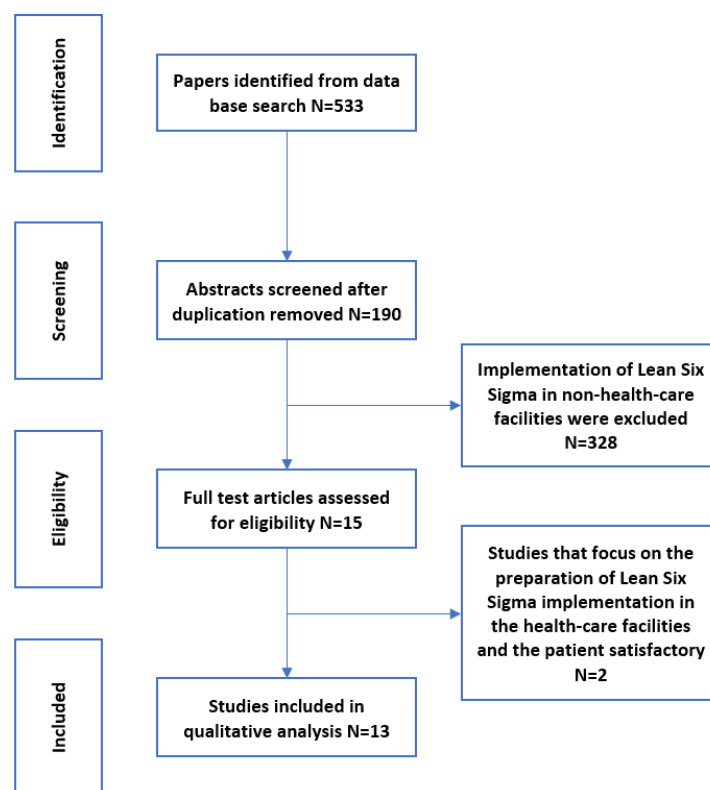 Identification
Papers identified from data
base search N=533
Screening
Abstracts screened after
duplication removed N=190
Implementation of Lean Six
Sigma in non-health-care
facilities were excluded
N=328
Eligibility
Full test articles assessed
for eligibility N=15
Studies that focus on the
preparation of Lean Six
Sigma implementation in
the health-care facilities
and the patient satisfactory
N=2
Included
Studies included in
qualitative analysis N=13